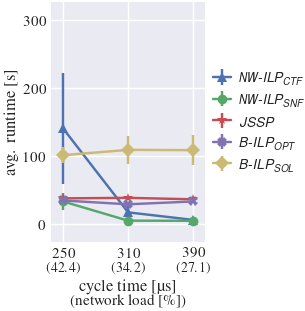 300
200
100
0
avg. runtime [s]
250 310 390
(42.4) (34.2) (27.1)
cycle time [μs]
(network load [%])
NW-ILP_CTF
NW-ILP_SNF
JSSP
B-ILP_OPT
B-ILP_SOL